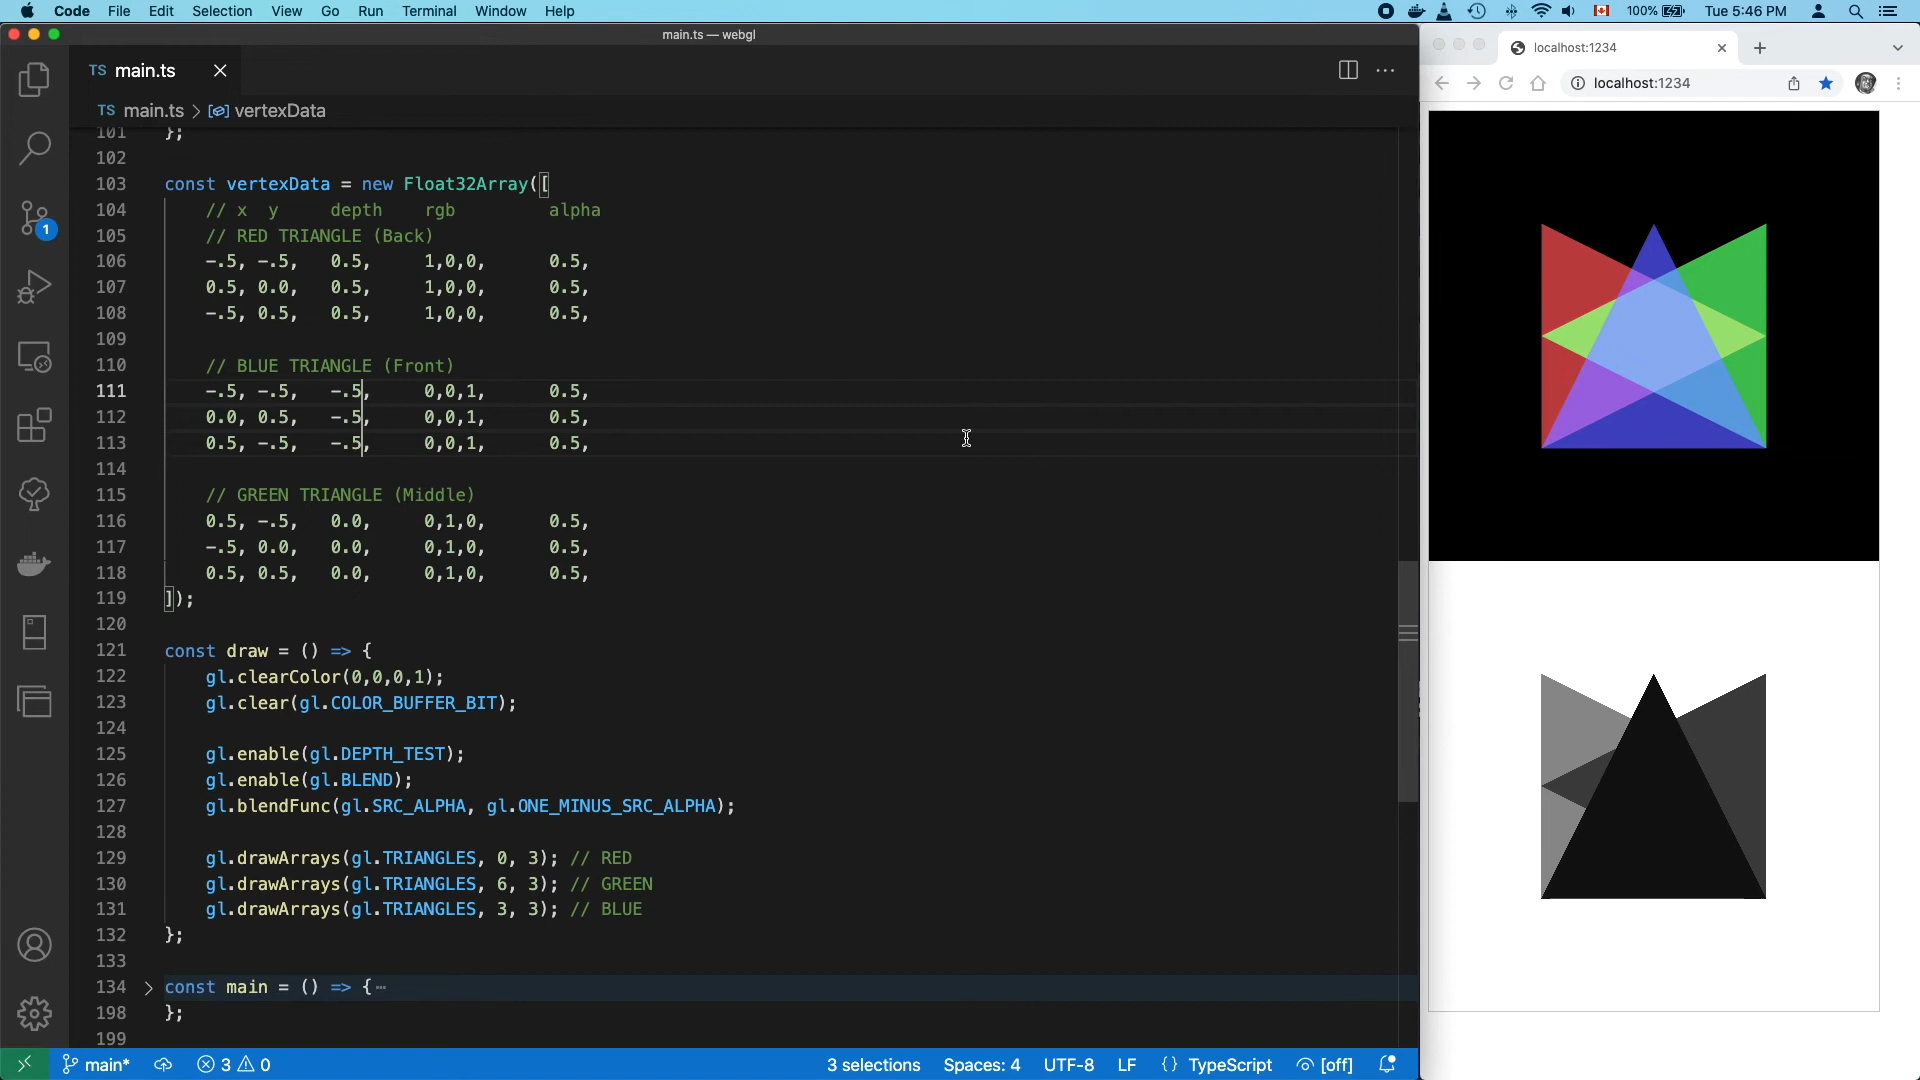 Code File Edit Selection View Go Run Terminal Window Help
100% Tue 5:46 PM
main.ts — webgl
TS main.ts
TS main.ts > vertexData
localhost:1234
localhost:1234
101 };
102
103 const vertexData = new Float32Array([
104 // x y depth rgb alpha
105 // RED TRIANGLE (Back)
106 -.5, -.5, 0.5, 1,0,0, 0.5,
107 0.5, 0.0, 0.5, 1,0,0, 0.5,
108 -.5, 0.5, 0.5, 1,0,0, 0.5,
109
110 // BLUE TRIANGLE (Front)
111 -.5, -.5, -.5, 0,0,1, 0.5,
112 0.0, 0.5, -.5, 0,0,1, 0.5,
113 0.5, -.5, -.5, 0,0,1, 0.5,
114
115 // GREEN TRIANGLE (Middle)
116 0.5, -.5, 0.0, 0,1,0, 0.5,
117 -.5, 0.0, 0.0, 0,1,0, 0.5,
118 0.5, 0.5, 0.0, 0,1,0, 0.5,
119 ]);
120
121 const draw = () => {
122 gl.clearColor(0,0,0,1);
123 gl.clear(gl.COLOR_BUFFER_BIT);
124
125 gl.enable(gl.DEPTH_TEST);
126 gl.enable(gl.BLEND);
127 gl.blendFunc(gl.SRC_ALPHA, gl.ONE_MINUS_SRC_ALPHA);
128
129 gl.drawArrays(gl.TRIANGLES, 0, 3); // RED
130 gl.drawArrays(gl.TRIANGLES, 6, 3); // GREEN
131 gl.drawArrays(gl.TRIANGLES, 3, 3); // BLUE
132 };
133
134 > const main = () => {⋯
198 };
199
1
main* 3 0 3 selections Spaces: 4 UTF-8 LF {} TypeScript [off]